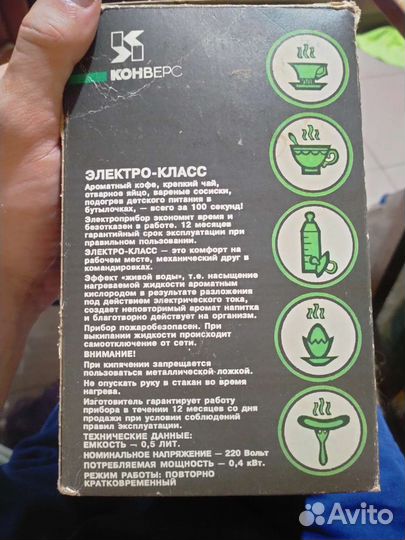 КОНВЕРС
ЭЛЕКТРО-КЛАСС
Ароматный кофе, крепкий чай,
отварное яйцо, вареные сосиски,
подогрев детского питания в
бутылочках, — всего за 100 секунд!
Электроприбор экономит время и
безотказен в работе. 12 месяцев
гарантийный срок эксплуатации при
правильном пользовании.
ЭЛЕКТРО-КЛАСС — это комфорт на
рабочем месте, механический друг в
командировках.
Эффект «живой воды», т.е. насыщение
нагреваемой жидкости ароматным
кислородом в результате разложения
под действием электрического тока,
создает неповторимый аромат напитка
и благотворно действует на организм.
Прибор пожаробезопасен. При
выкипании жидкости происходит
самоотключение от сети.
ВНИМАНИЕ!
При кипячении запрещается
пользоваться металлической ложкой.
Не опускать руку в стакан во время
нагрева.
Изготовитель гарантирует работу
прибора в течении 12 месяцев со дня
продажи при условии соблюдений
правил эксплуатации.
ТЕХНИЧЕСКИЕ ДАННЫЕ:
ЕМКОСТЬ — 0,5 ЛИТ.
НОМИНАЛЬНОЕ НАПРЯЖЕНИЕ — 220 Вольт
ПОТРЕБЛЯЕМАЯ МОЩНОСТЬ — 0,4 кВт.
РЕЖИМ РАБОТЫ: ПОВТОРНО
КРАТКОВРЕМЕННЫЙ
Avito